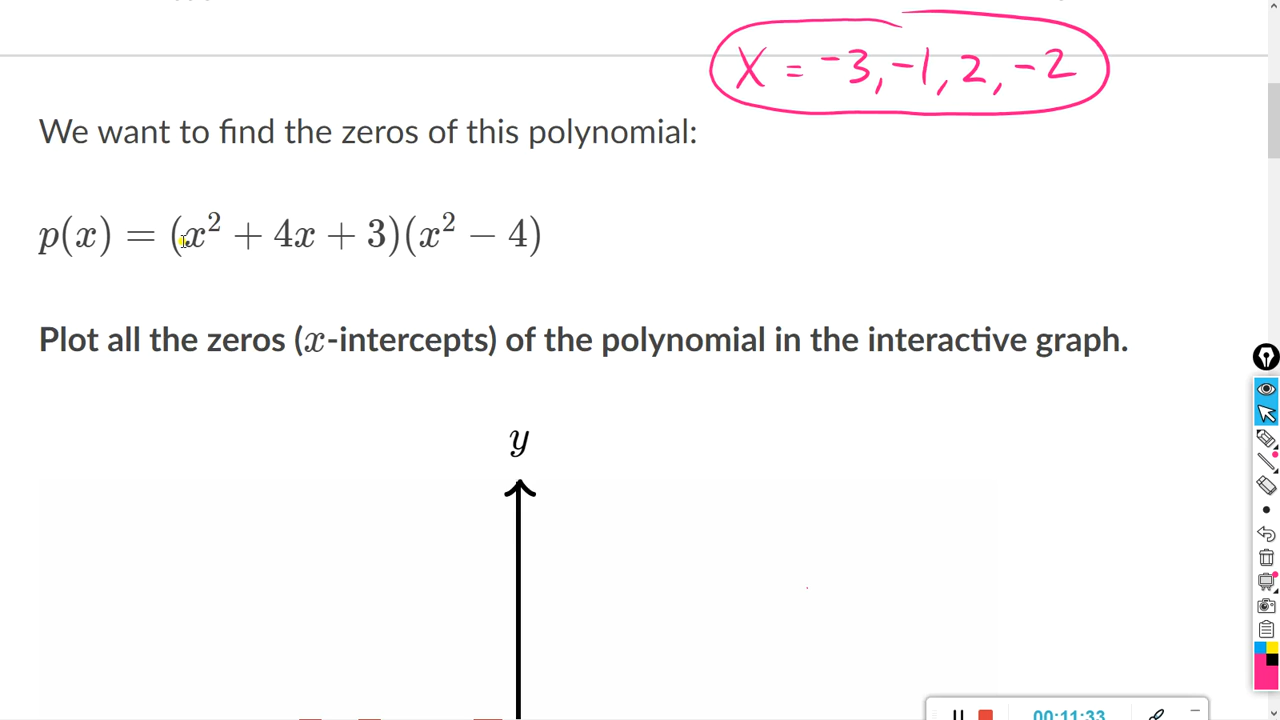 X = -3, -1, 2, -2
We want to find the zeros of this polynomial:
p(x) = (x² + 4x + 3)(x² − 4)
Plot all the zeros (x-intercepts) of the polynomial in the interactive graph.
y
00:11:33